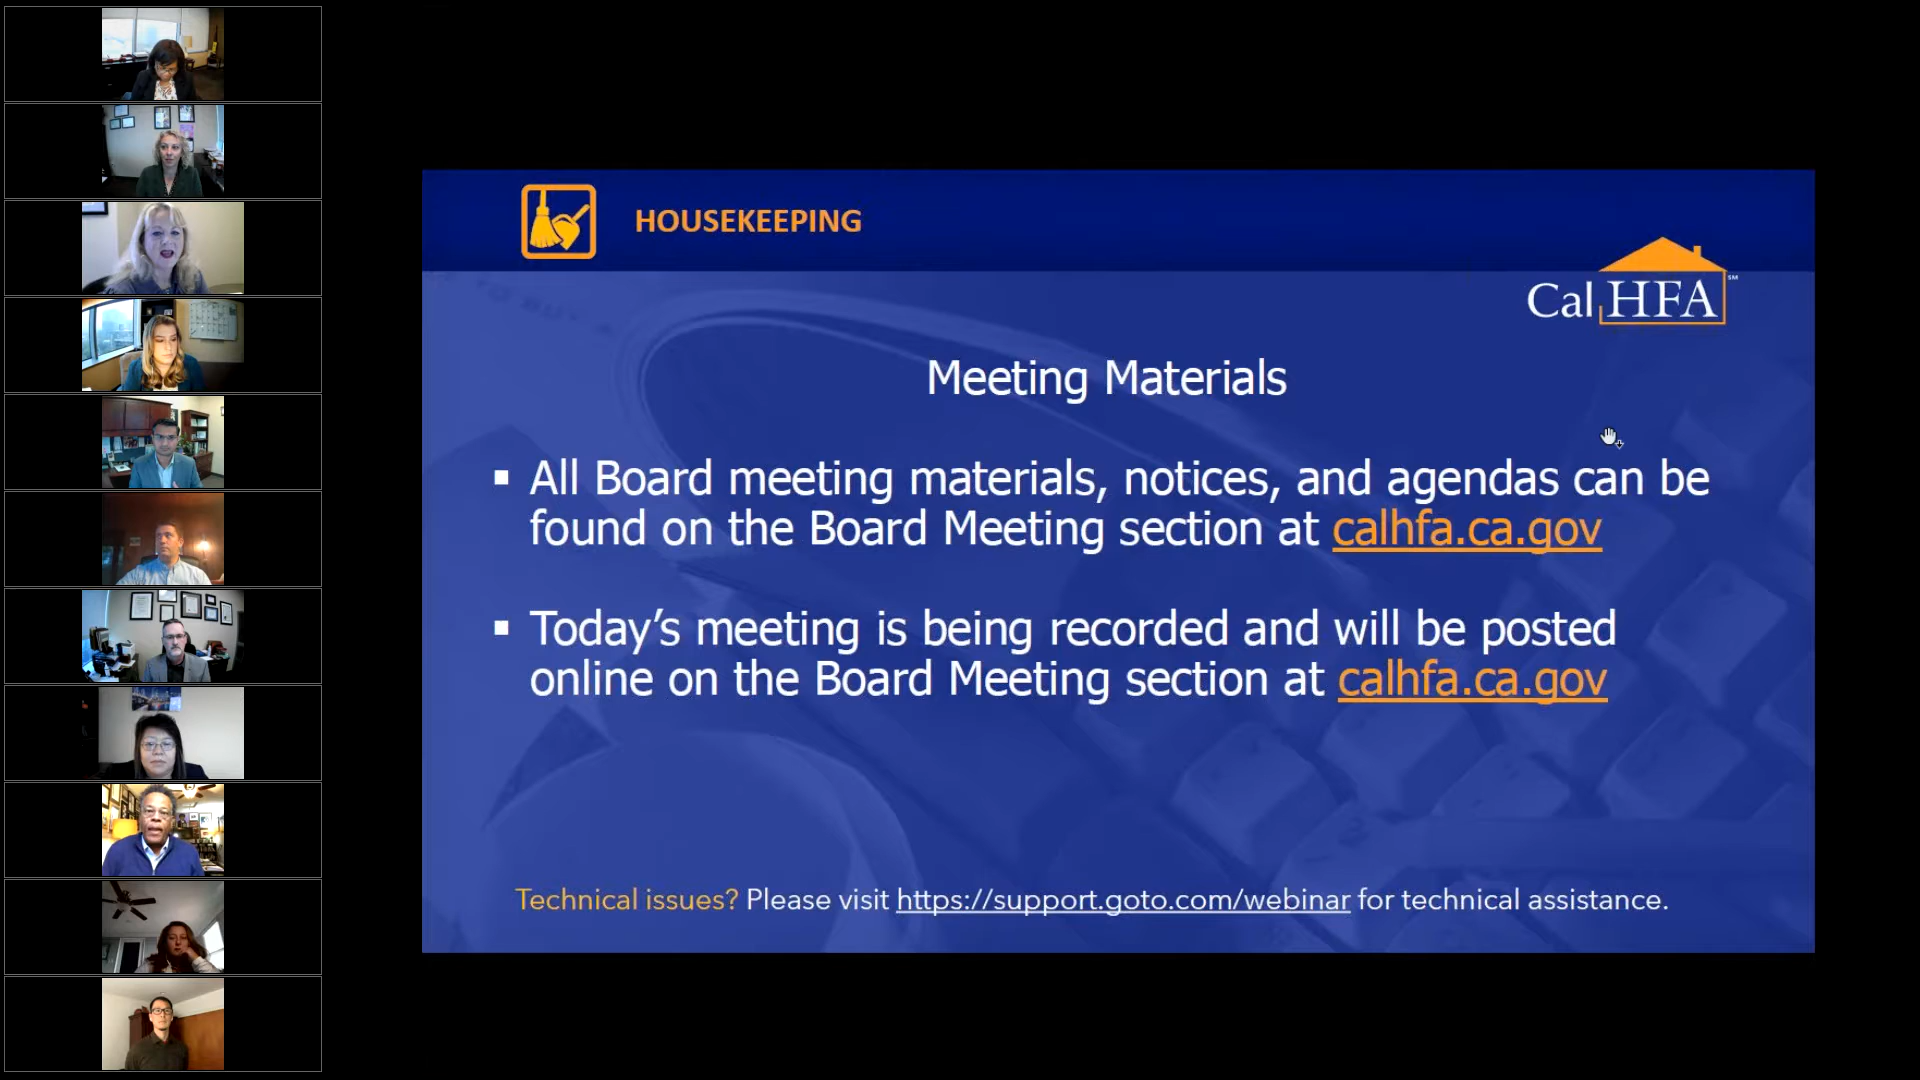 HOUSEKEEPING
CalHFA℠
Meeting Materials
▪ All Board meeting materials, notices, and agendas can be
found on the Board Meeting section at calhfa.ca.gov
▪ Today’s meeting is being recorded and will be posted
online on the Board Meeting section at calhfa.ca.gov
Technical issues? Please visit https://support.goto.com/webinar for technical assistance.